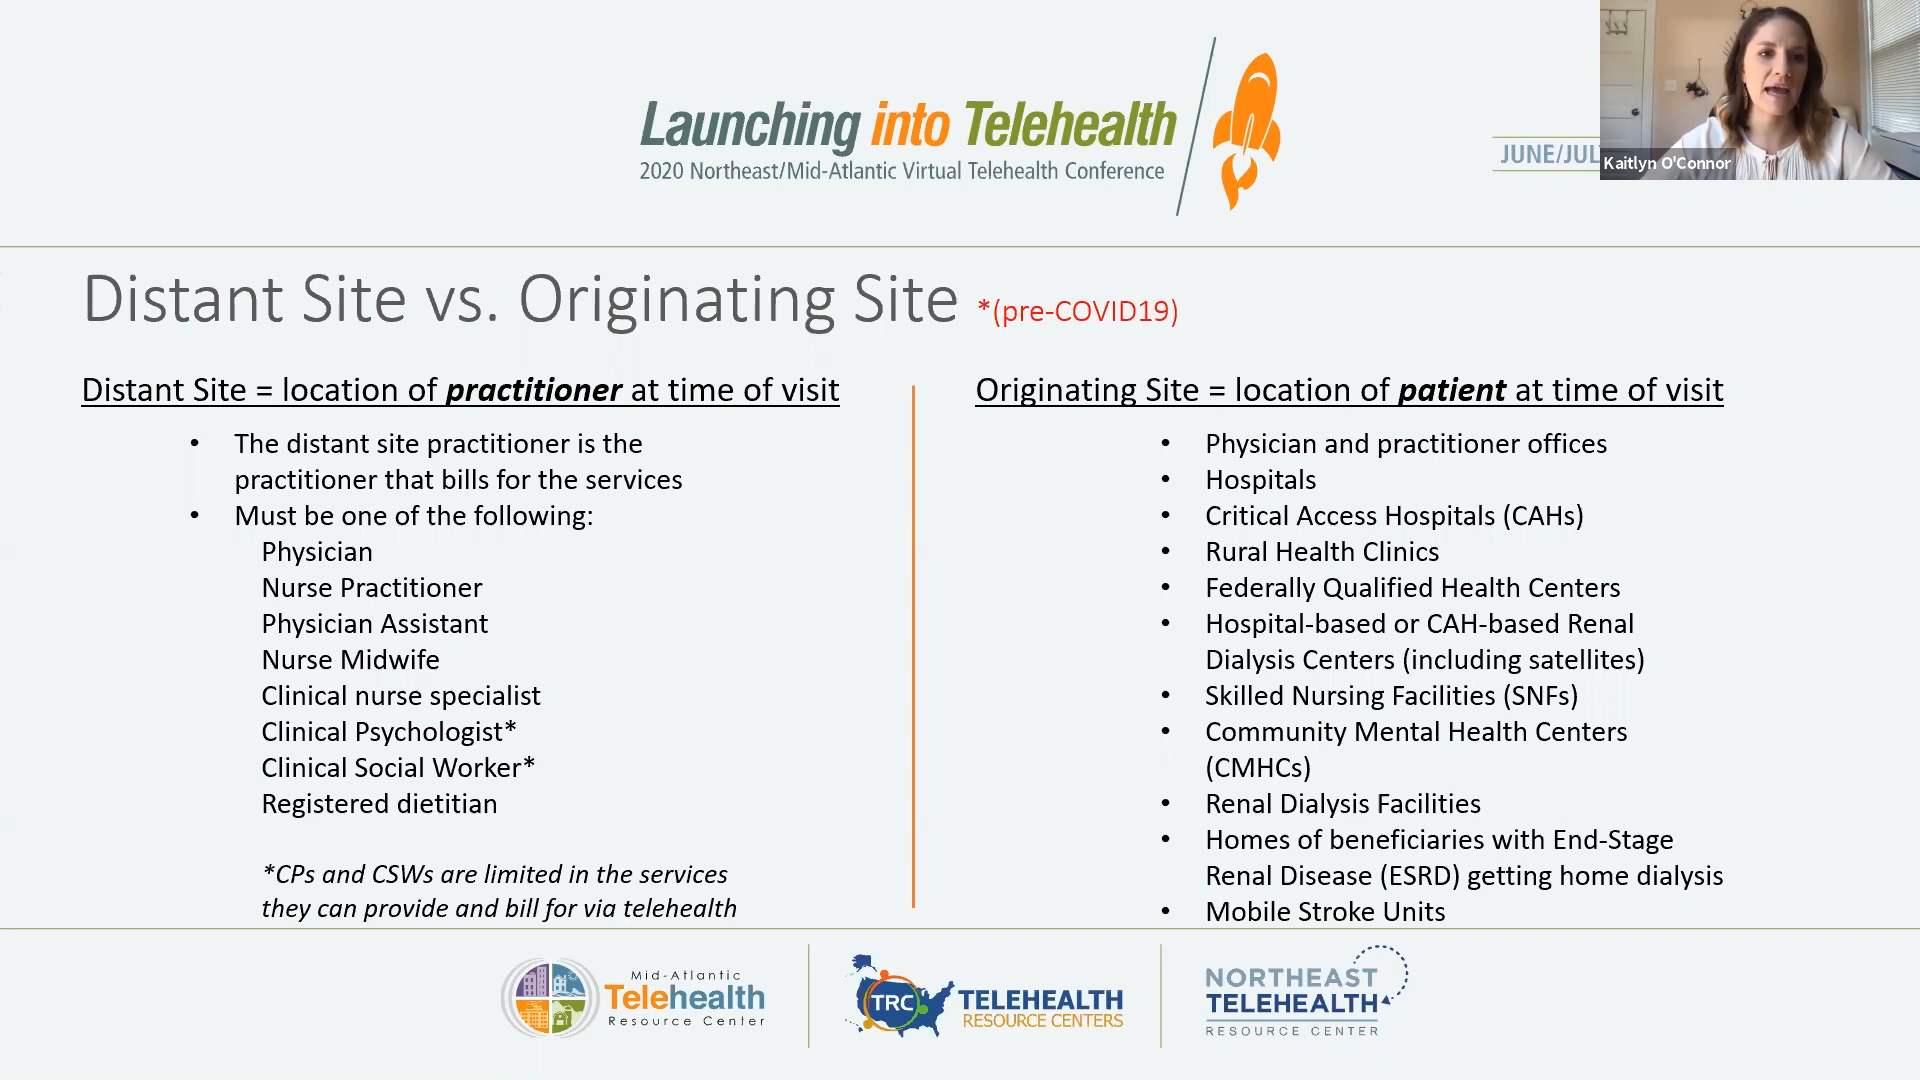 Launching into Telehealth
2020 Northeast/Mid-Atlantic Virtual Telehealth Conference
JUNE/JUL
Kaitlyn O'Connor
Distant Site vs. Originating Site *(pre-COVID19)
Distant Site = location of practitioner at time of visit
• The distant site practitioner is the
practitioner that bills for the services
• Must be one of the following:
Physician
Nurse Practitioner
Physician Assistant
Nurse Midwife
Clinical nurse specialist
Clinical Psychologist*
Clinical Social Worker*
Registered dietitian
*CPs and CSWs are limited in the services
they can provide and bill for via telehealth
Originating Site = location of patient at time of visit
• Physician and practitioner offices
• Hospitals
• Critical Access Hospitals (CAHs)
• Rural Health Clinics
• Federally Qualified Health Centers
• Hospital-based or CAH-based Renal
Dialysis Centers (including satellites)
• Skilled Nursing Facilities (SNFs)
• Community Mental Health Centers
(CMHCs)
• Renal Dialysis Facilities
• Homes of beneficiaries with End-Stage
Renal Disease (ESRD) getting home dialysis
• Mobile Stroke Units
Mid-Atlantic
Telehealth
Resource Center
TRC
TELEHEALTH
RESOURCE CENTERS
NORTHEAST
TELEHEALTH
RESOURCE CENTER